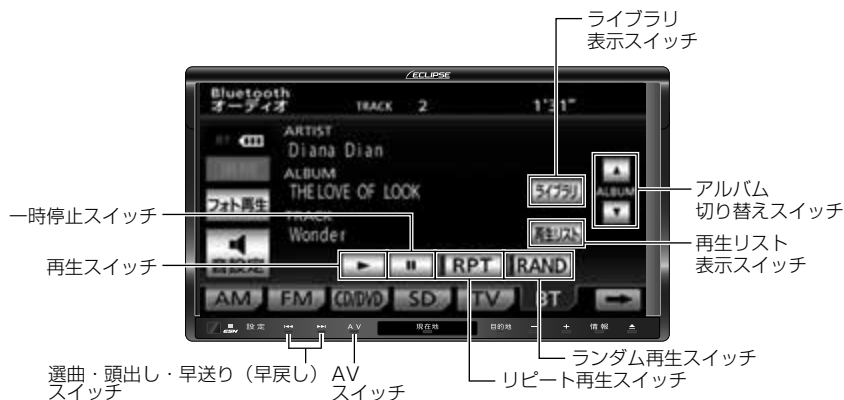 ライブラリ
表示スイッチ
ECLIPSE
Bluetooth
オーディオ
TRACK 2
1'31"
ARTIST
Diana Dian
ALBUM
THE LOVE OF LOOK
TRACK
Wonder
フォト再生
音設定
ライブラリ
再生リスト
▲
ALBUM
▼
アルバム
切り替えスイッチ
再生リスト
表示スイッチ
一時停止スイッチ
再生スイッチ
RPT
RAND
AM
FM
CD/DVD
SD
TV
BT
設定
AV
現在地
目的地
− +
情報
選曲・頭出し・早送り(早戻し)
スイッチ
AV
スイッチ
ランダム再生スイッチ
リピート再生スイッチ